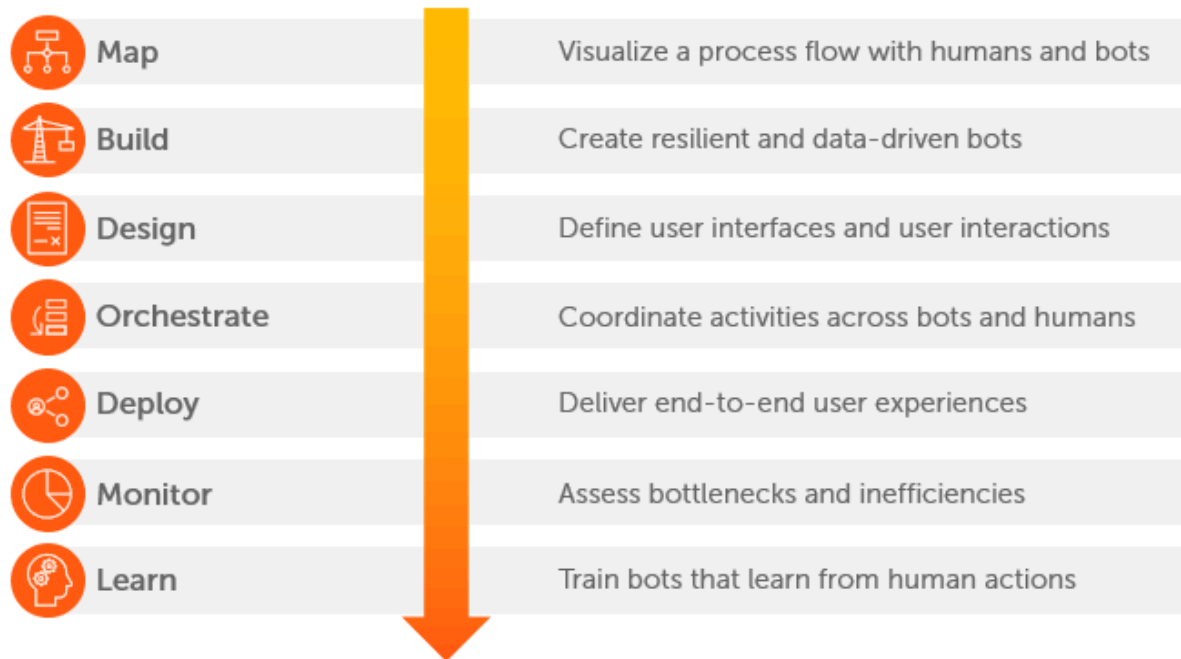 Map
Visualize a process flow with humans and bots
Build
Create resilient and data-driven bots
Design
Define user interfaces and user interactions
Orchestrate
Coordinate activities across bots and humans
Deploy
Deliver end-to-end user experiences
Monitor
Assess bottlenecks and inefficiencies
Learn
Train bots that learn from human actions